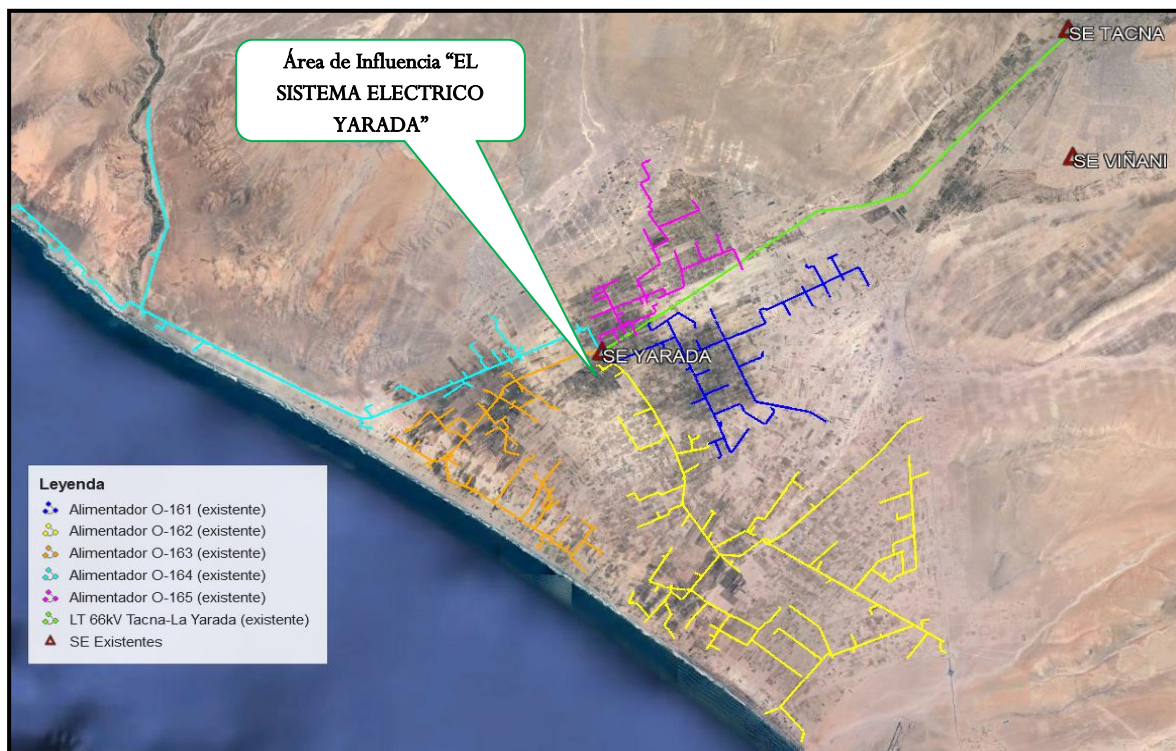 Área de Influencia “EL
SISTEMA ELECTRICO
YARADA”
SE TACNA
SE VIÑANI
SE YARADA
Leyenda
Alimentador O-161 (existente)
Alimentador O-162 (existente)
Alimentador O-163 (existente)
Alimentador O-164 (existente)
Alimentador O-165 (existente)
LT 66kV Tacna-La Yarada (existente)
SE Existentes